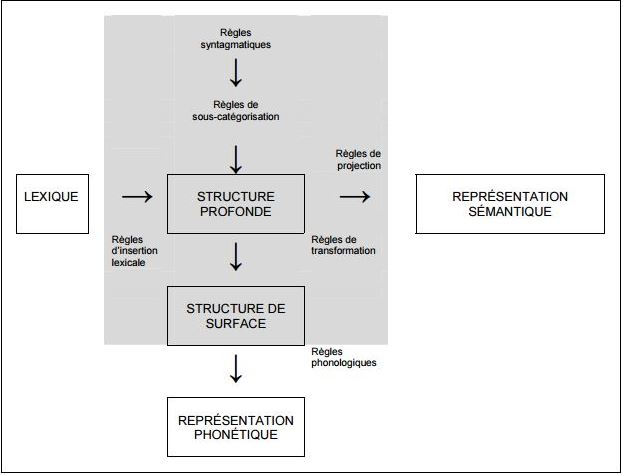 Règles
syntagmatiques
Règles de
sous-catégorisation
Règles de
projection
LEXIQUE
STRUCTURE
PROFONDE
REPRÉSENTATION
SÉMANTIQUE
Règles
d'insertion
lexicale
Règles de
transformation
STRUCTURE DE
SURFACE
Règles
phonologiques
REPRÉSENTATION
PHONÉTIQUE